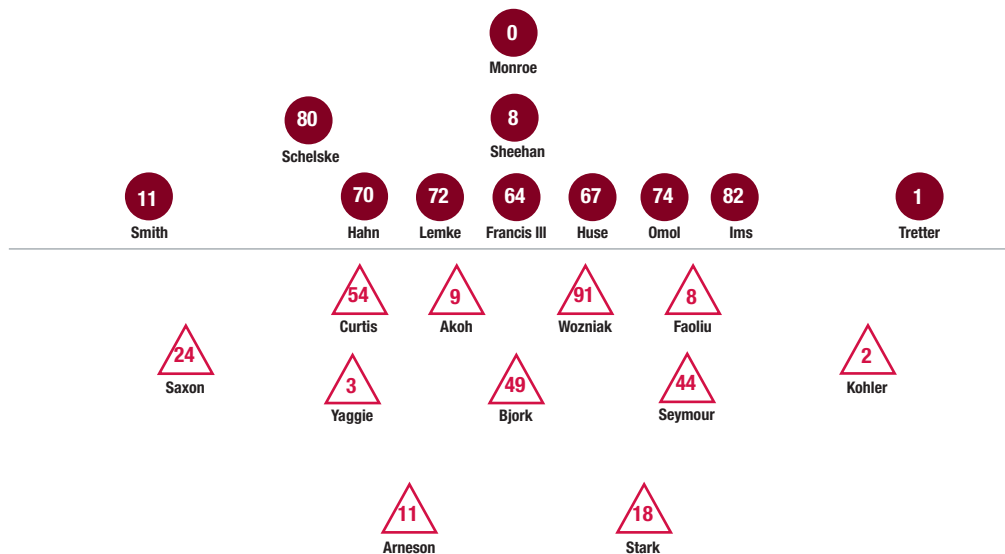 0
Monroe
80
Schelske
8
Sheehan
11
Smith
70
Hahn
72
Lemke
64
Francis III
67
Huse
74
Omol
82
Ims
1
Tretter
54
Curtis
9
Akoh
91
Wozniak
8
Faoliu
24
Saxon
3
Yaggie
49
Bjork
44
Seymour
2
Kohler
11
Arneson
18
Stark